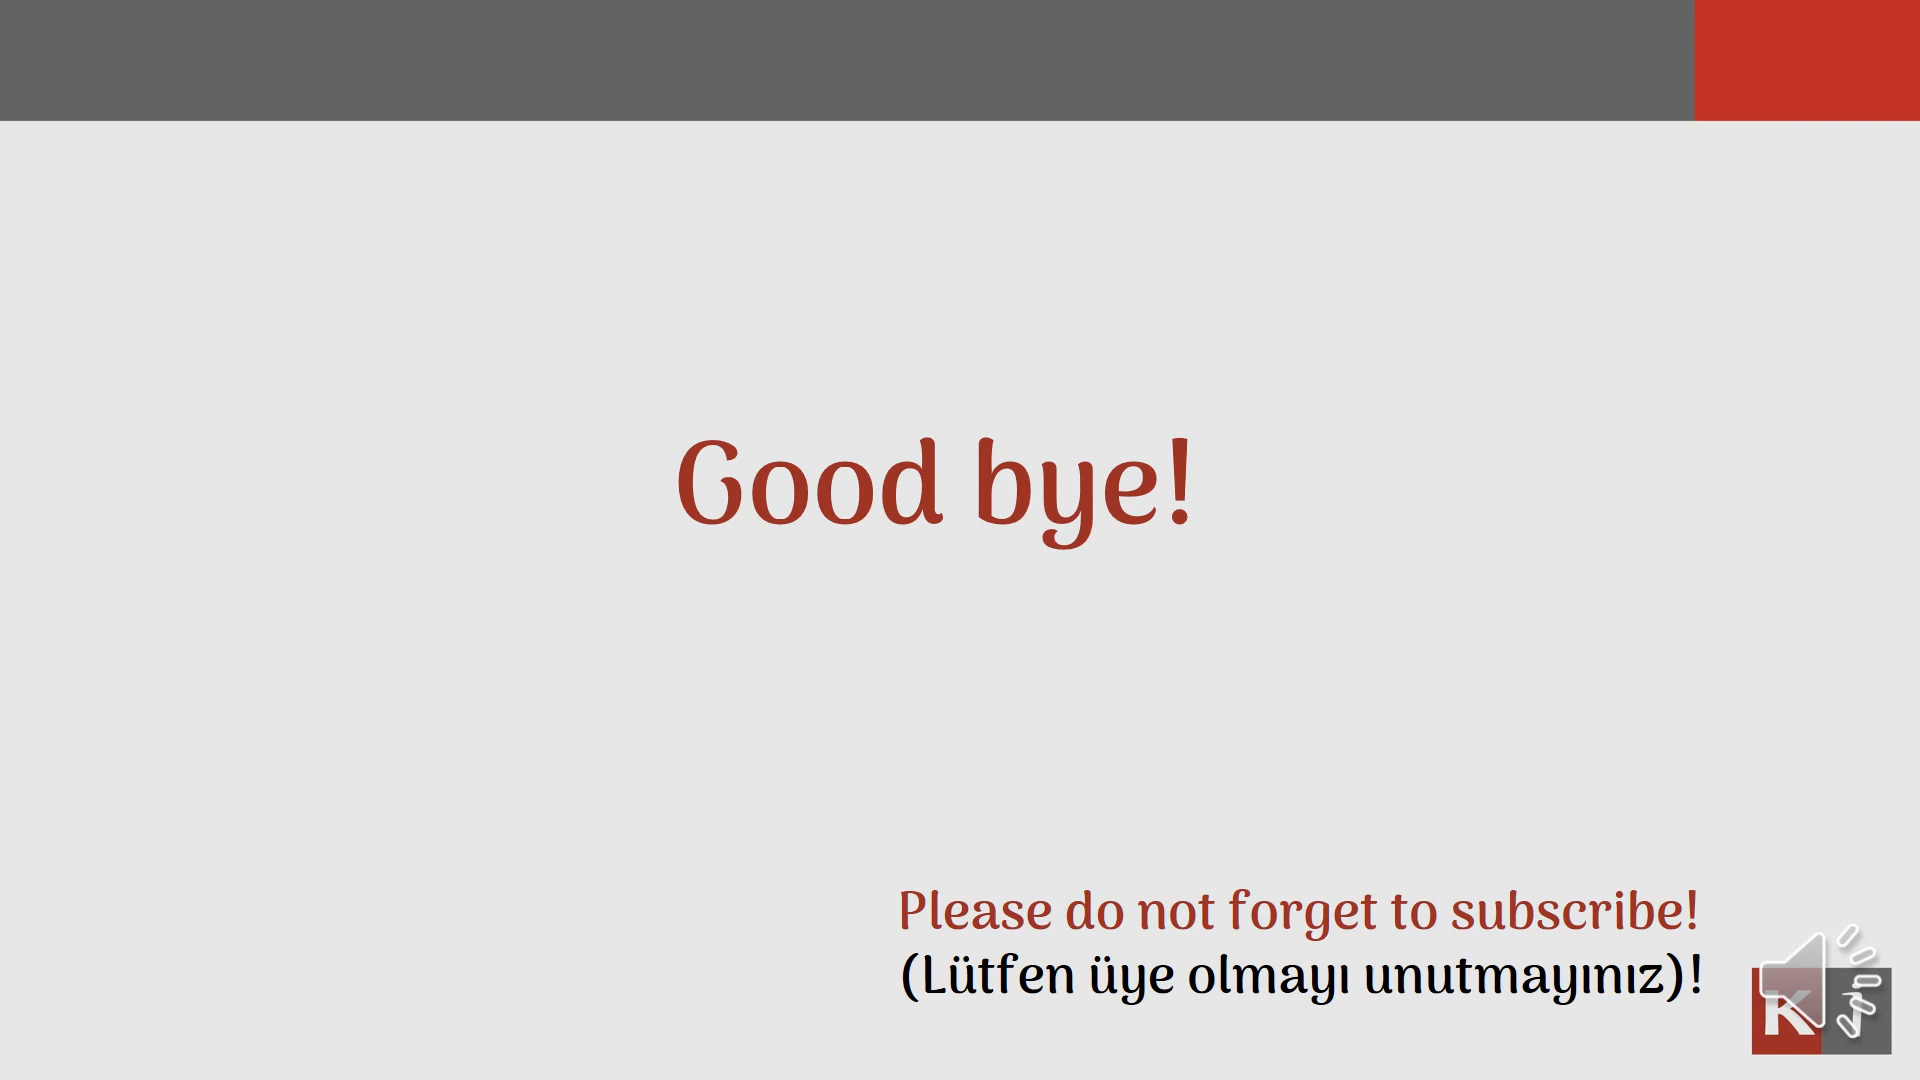 Good bye!
Please do not forget to subscribe!
(Lütfen üye olmayı unutmayınız)!
K